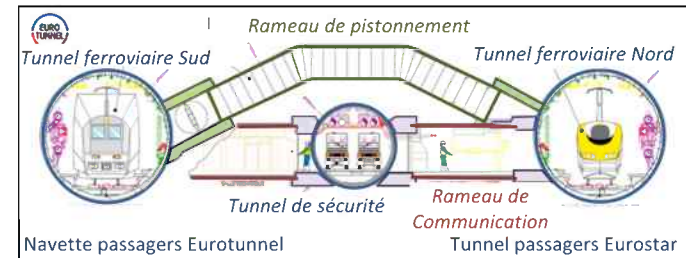 EURO
TUNNEL
Rameau de pistonnement
Tunnel ferroviaire Sud
Tunnel ferroviaire Nord
Tunnel de sécurité
Rameau de
Communication
Navette passagers Eurotunnel
Tunnel passagers Eurostar